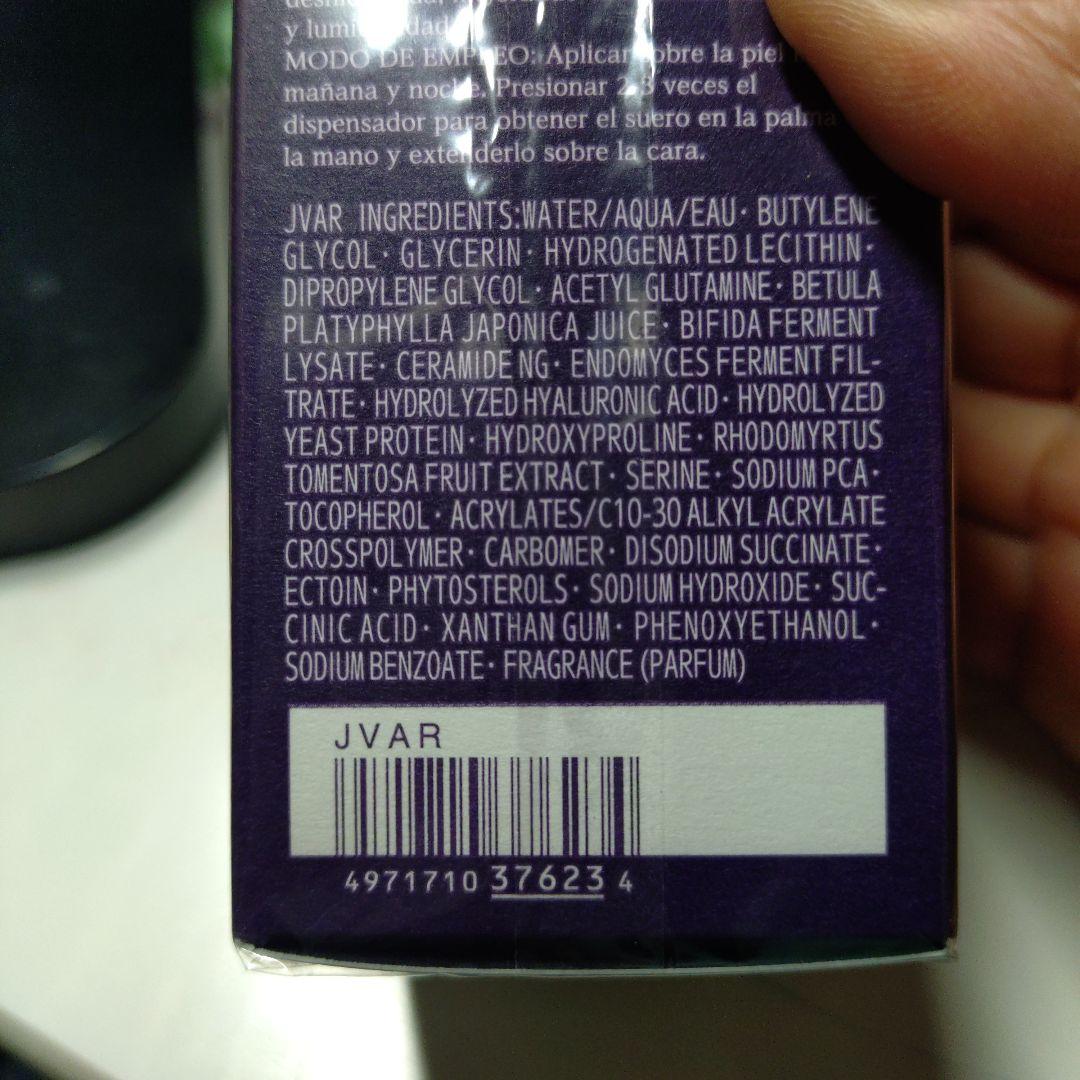 y
MODO DE EMPLEO: Aplicar sobre la piel
mañana y noche. Presionar 2-3 veces el
dispensador para obtener el suero en la palma
la mano y extenderlo sobre la cara.
JVAR INGREDIENTS:WATER/AQUA/EAU· BUTYLENE
GLYCOL· GLYCERIN· HYDROGENATED LECITHIN·
DIPROPYLENE GLYCOL· ACETYL GLUTAMINE· BETULA
PLATYPHYLLA JAPONICA JUICE· BIFIDA FERMENT
LYSATE· CERAMIDE NG· ENDOMYCES FERMENT FIL-
TRATE· HYDROLYZED HYALURONIC ACID· HYDROLYZED
YEAST PROTEIN· HYDROXYPROLINE· RHODOMYRTUS
TOMENTOSA FRUIT EXTRACT· SERINE· SODIUM PCA·
TOCOPHEROL· ACRYLATES/C10-30 ALKYL ACRYLATE
CROSSPOLYMER· CARBOMER· DISODIUM SUCCINATE·
ECTOIN· PHYTOSTEROLS· SODIUM HYDROXIDE· SUC-
CINIC ACID· XANTHAN GUM· PHENOXYETHANOL·
SODIUM BENZOATE· FRAGRANCE (PARFUM)
JVAR
4971710 37623 4